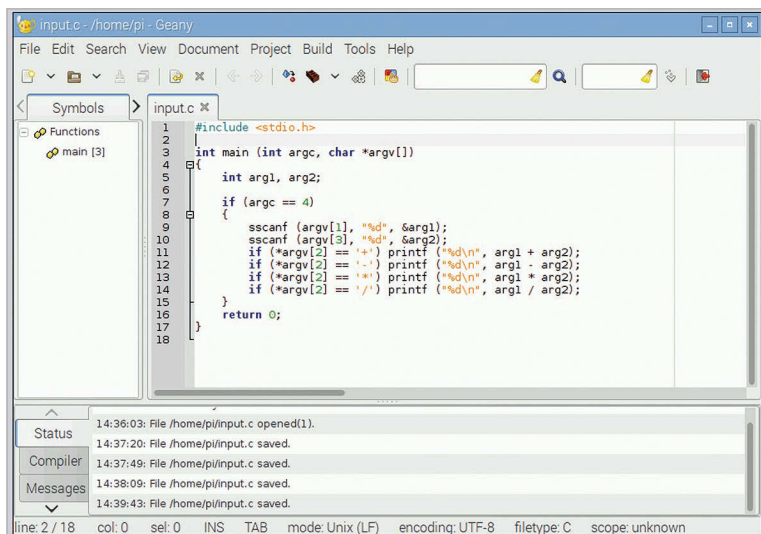 input.c - /home/pi - Geany
File Edit Search View Document Project Build Tools Help
Symbols
input.c
Functions
main [3]
1 #include <stdio.h>
2
3 int main (int argc, char *argv[])
4 {
5 int arg1, arg2;
6
7 if (argc == 4)
8 {
9 sscanf (argv[1], "%d", &arg1);
10 sscanf (argv[3], "%d", &arg2);
11 if (*argv[2] == '+') printf ("%d\n", arg1 + arg2);
12 if (*argv[2] == '-') printf ("%d\n", arg1 - arg2);
13 if (*argv[2] == '*') printf ("%d\n", arg1 * arg2);
14 if (*argv[2] == '/') printf ("%d\n", arg1 / arg2);
15 }
16 return 0;
17 }
18
Status
Compiler
Messages
14:36:03: File /home/pi/input.c opened(1).
14:37:20: File /home/pi/input.c saved.
14:37:49: File /home/pi/input.c saved.
14:38:09: File /home/pi/input.c saved.
14:39:43: File /home/pi/input.c saved.
line: 2 / 18 col: 0 sel: 0 INS TAB mode: Unix (LF) encoding: UTF-8 filetype: C scope: unknown